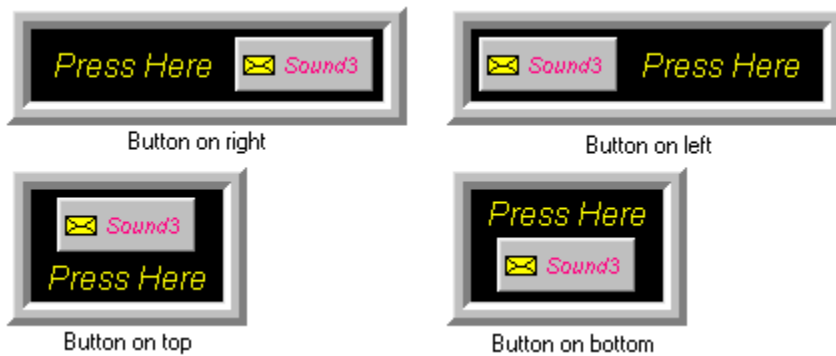 Press Here Sound3
Button on right
Sound3 Press Here
Button on left
Sound3
Press Here
Button on top
Press Here
Sound3
Button on bottom